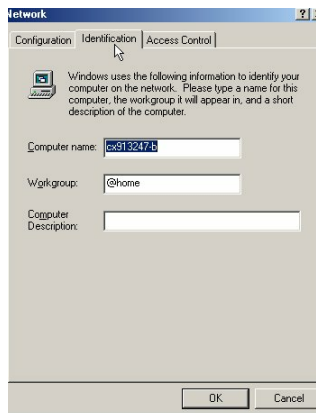 Network
Configuration Identification Access Control
Windows uses the following information to identify your
computer on the network. Please type a name for this
computer, the workgroup it will appear in, and a short
description of the computer.
Computer name: cx913247-b
Workgroup: @home
Computer
Description:
OK Cancel